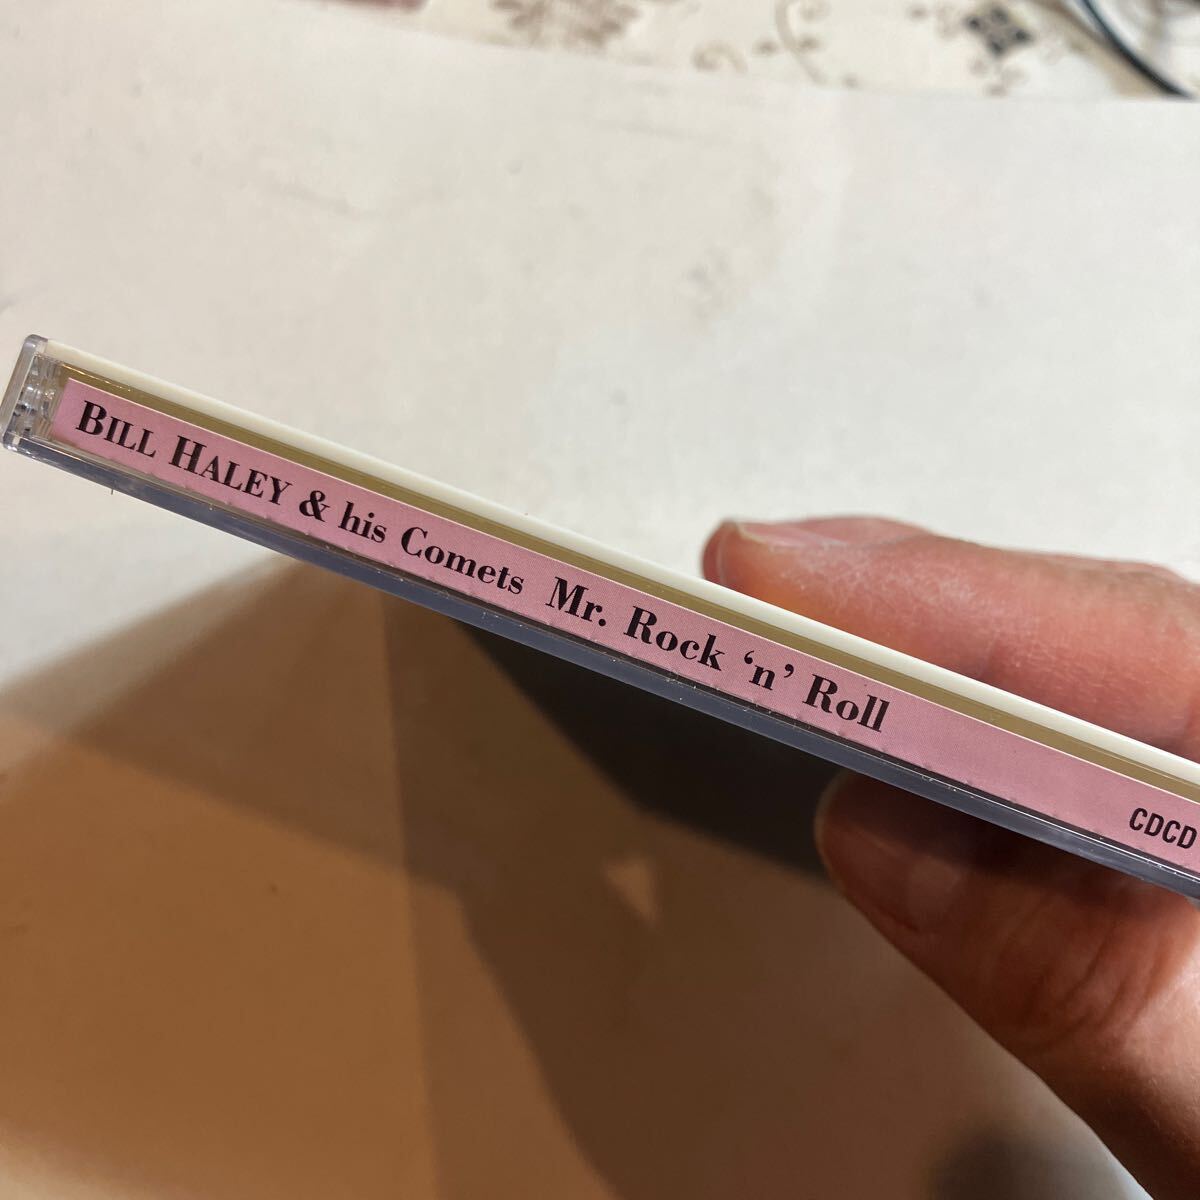 BILL HALEY & his Comets Mr. Rock ‘n’ Roll CDCD